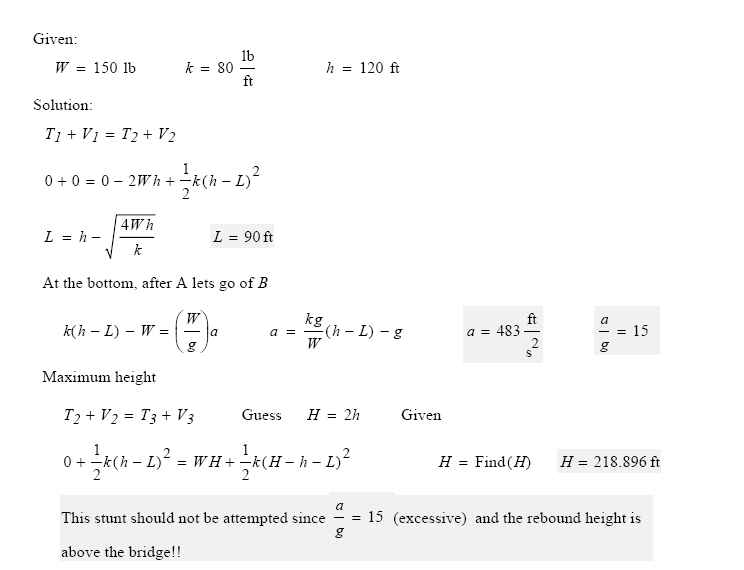 Given:
W = 150 lb k = 80 lb/ft h = 120 ft
Solution:
T1 + V1 = T2 + V2
0 + 0 = 0 − 2Wh + 1/2 k(h − L)^2
L = h − √(4Wh/k) L = 90 ft
At the bottom, after A lets go of B
k(h − L) − W = (W/g)a a = kg/W (h − L) − g a = 483 ft/s^2 a/g = 15
Maximum height
T2 + V2 = T3 + V3 Guess H = 2h Given
0 + 1/2 k(h − L)^2 = WH + 1/2 k(H − h − L)^2 H = Find(H) H = 218.896 ft
This stunt should not be attempted since a/g = 15 (excessive) and the rebound height is
above the bridge!!